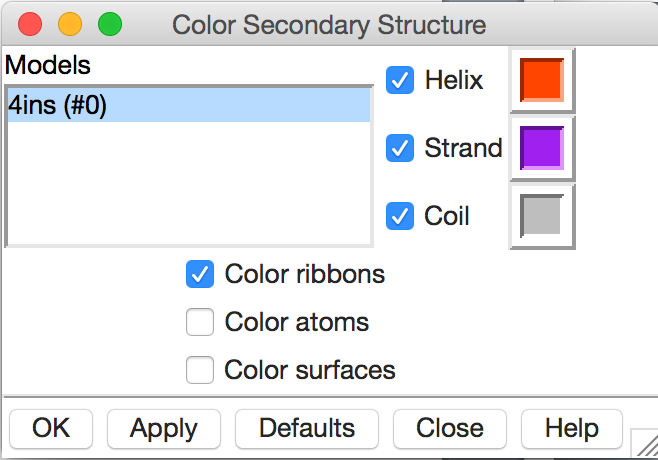 Color Secondary Structure
Models
4ins (#0)
Helix
Strand
Coil
Color ribbons
Color atoms
Color surfaces
OK Apply Defaults Close Help